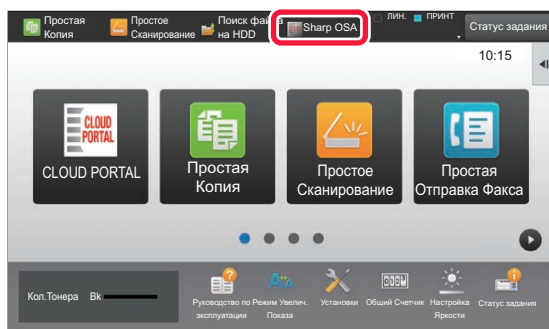 Простая
Копия
Простое
Сканирование
Поиск файла
на HDD
Sharp OSA
ЛИН.
ПРИНТ
Статус задания
10:15
CLOUD
PORTAL
CLOUD PORTAL
Простая
Копия
Простое
Сканирование
Простая
Отправка Факса
Кол.Тонера Bk
Руководство по
эксплуатации
Режим Увелич.
Показа
Установки
Общий Счетчик
Настройка
Яркости
Статус задания